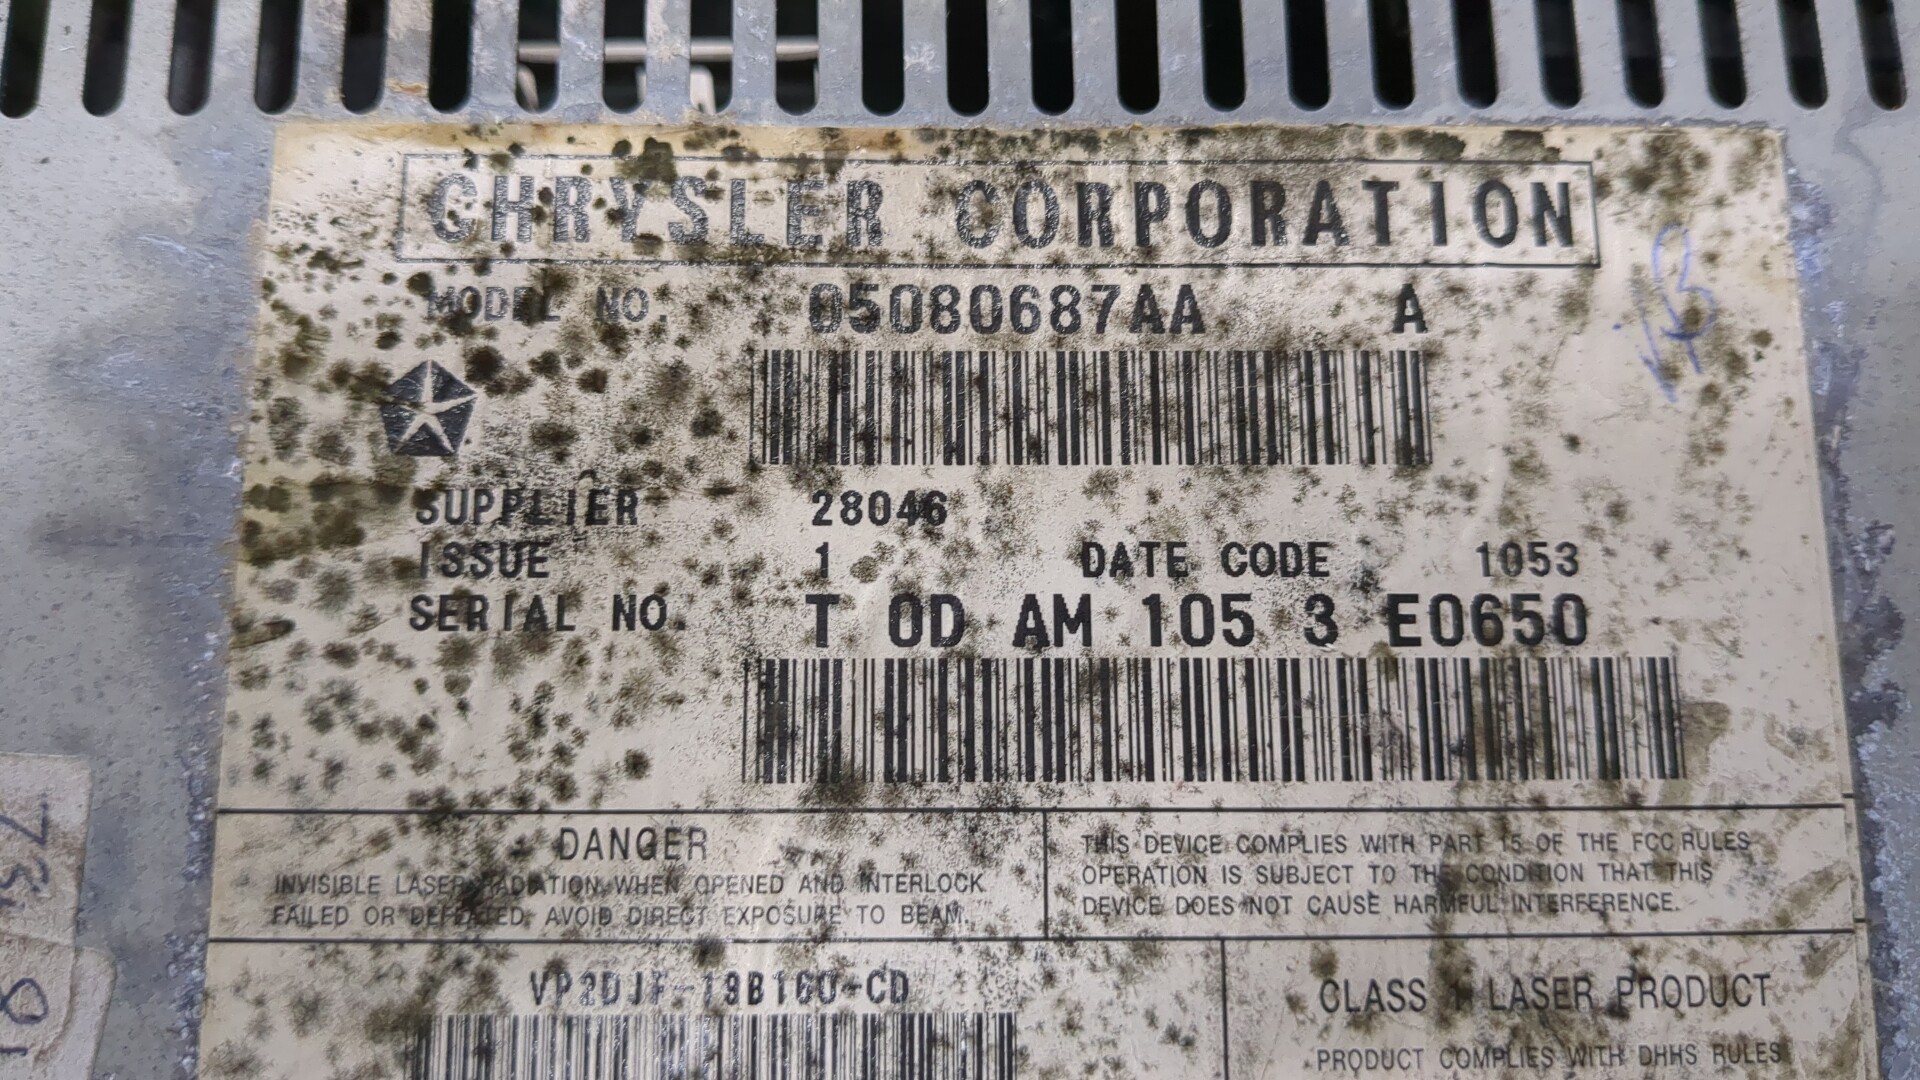 CHRYSLER CORPORATION
MODEL NO. 05080687AA A
SUPPLIER 28046
ISSUE 1 DATE CODE 1053
SERIAL NO. T 0D AM 105 3 E0650
DANGER
INVISIBLE LASER RADIATION WHEN OPENED AND INTERLOCK
FAILED OR DEFEATED. AVOID DIRECT EXPOSURE TO BEAM.
THIS DEVICE COMPLIES WITH PART 15 OF THE FCC RULES
OPERATION IS SUBJECT TO THE CONDITION THAT THIS
DEVICE DOES NOT CAUSE HARMFUL INTERFERENCE.
VP2DJF-19B160-CD
CLASS 1 LASER PRODUCT
PRODUCT COMPLIES WITH DHHS RULES